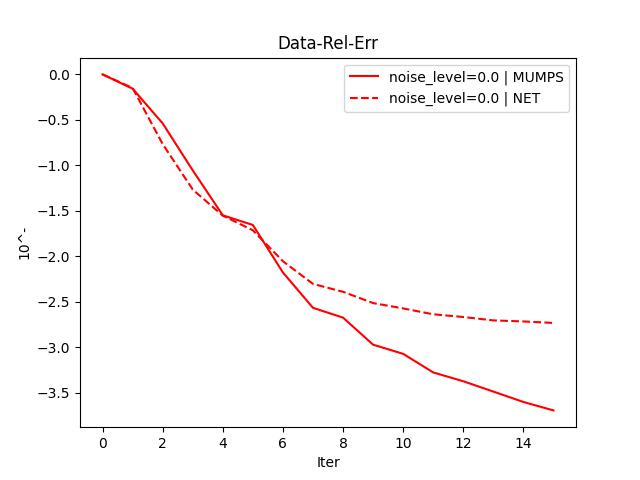 Data-Rel-Err
noise_level=0.0 | MUMPS
noise_level=0.0 | NET
10^-
0.0
−0.5
−1.0
−1.5
−2.0
−2.5
−3.0
−3.5
0 2 4 6 8 10 12 14
Iter